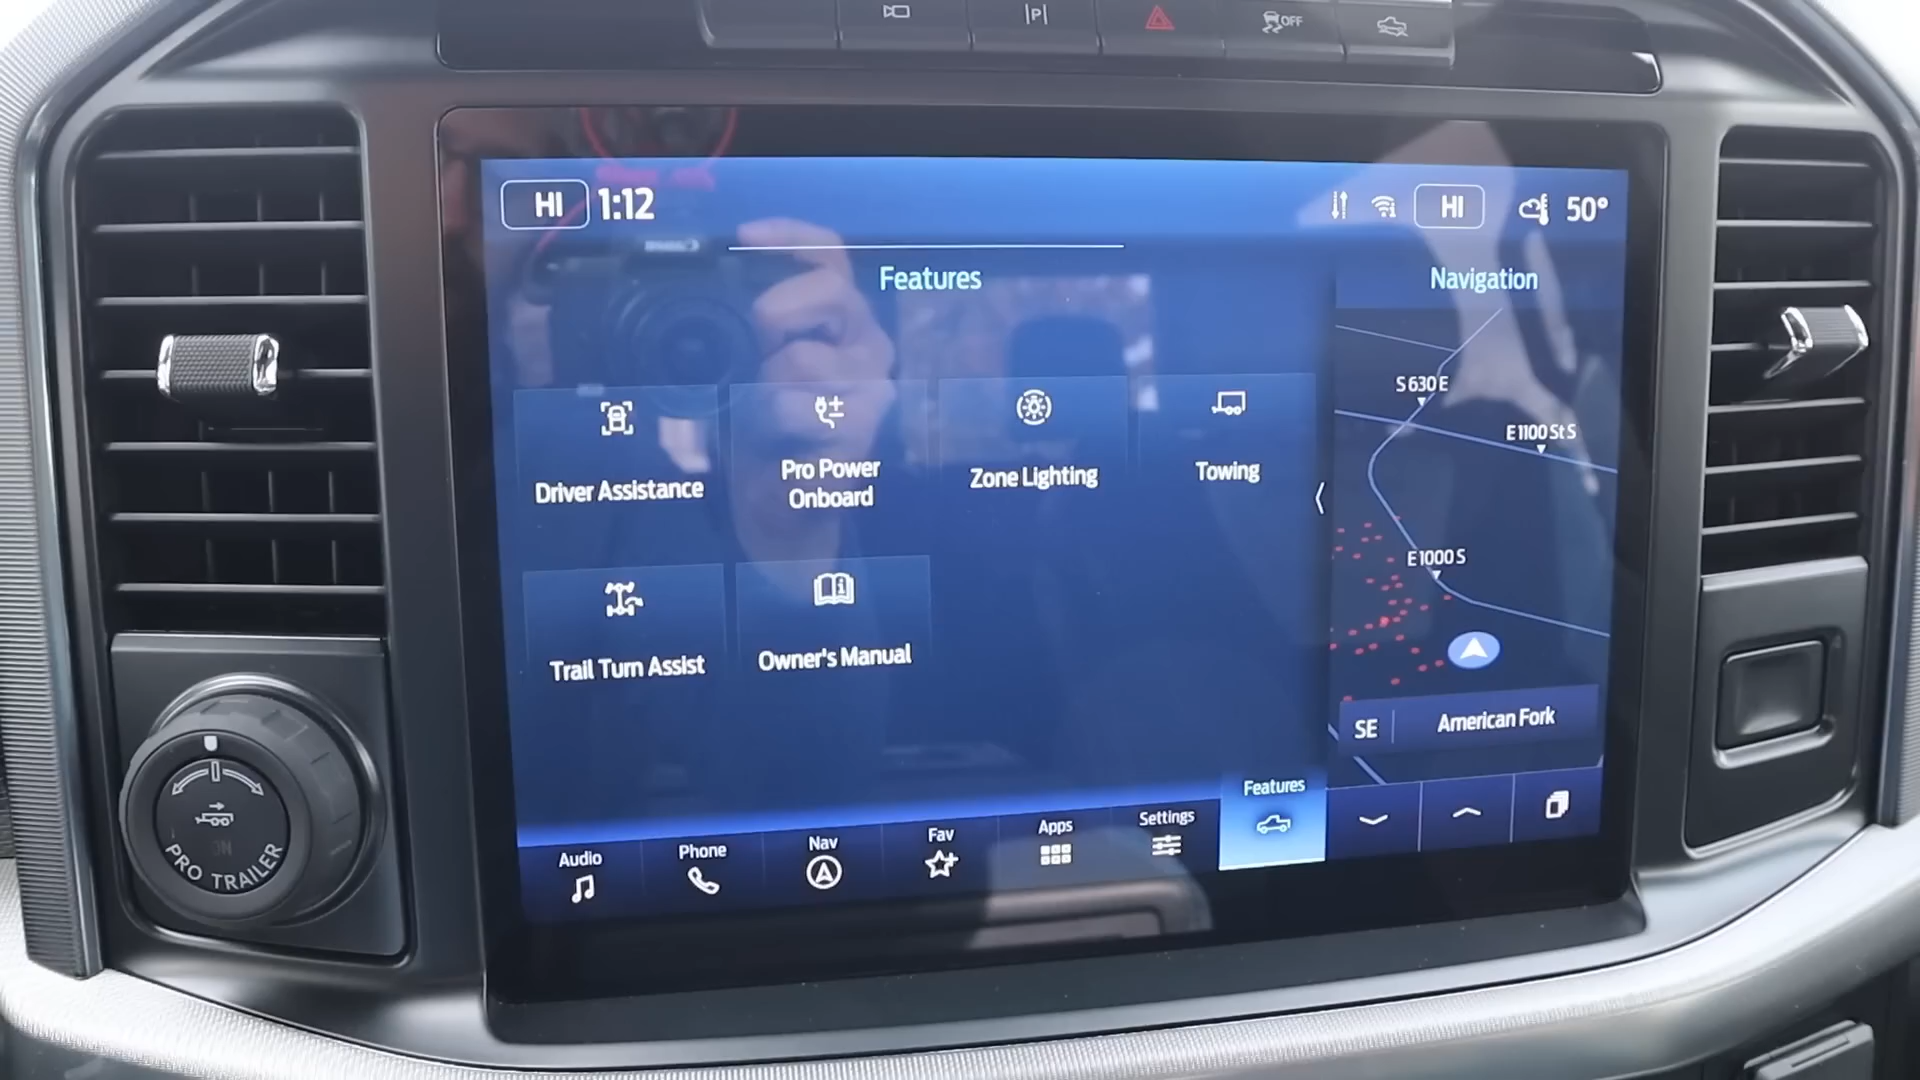 P
OFF
HI 1:12
HI 50°
Features
Navigation
Driver Assistance
Pro Power
Onboard
Zone Lighting
Towing
Trail Turn Assist
Owner's Manual
S 630 E
E 1100 St S
E 1000 S
SE American Fork
Audio
Phone
Nav
Fav
Apps
Settings
Features
PRO TRAILER